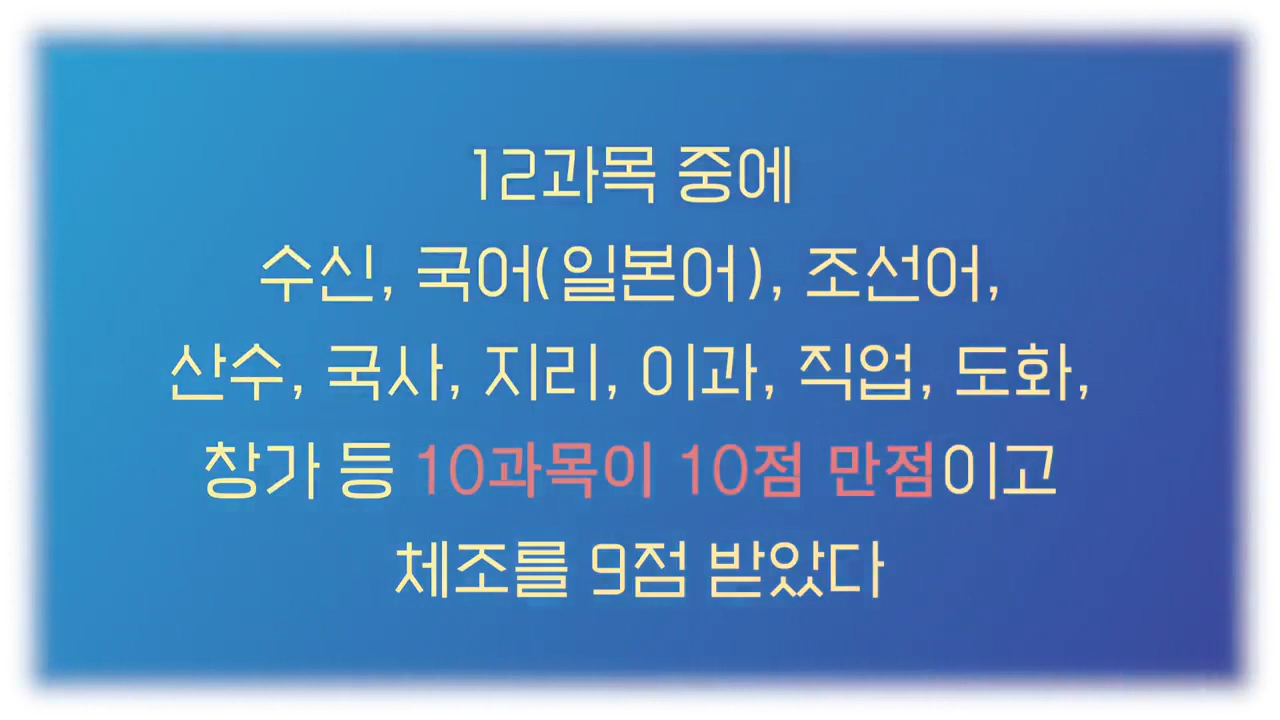 12과목 중에
수신, 국어(일본어), 조선어,
산수, 국사, 지리, 이과, 직업, 도화,
창가 등 10과목이 10점 만점이고
체조를 9점 받았다